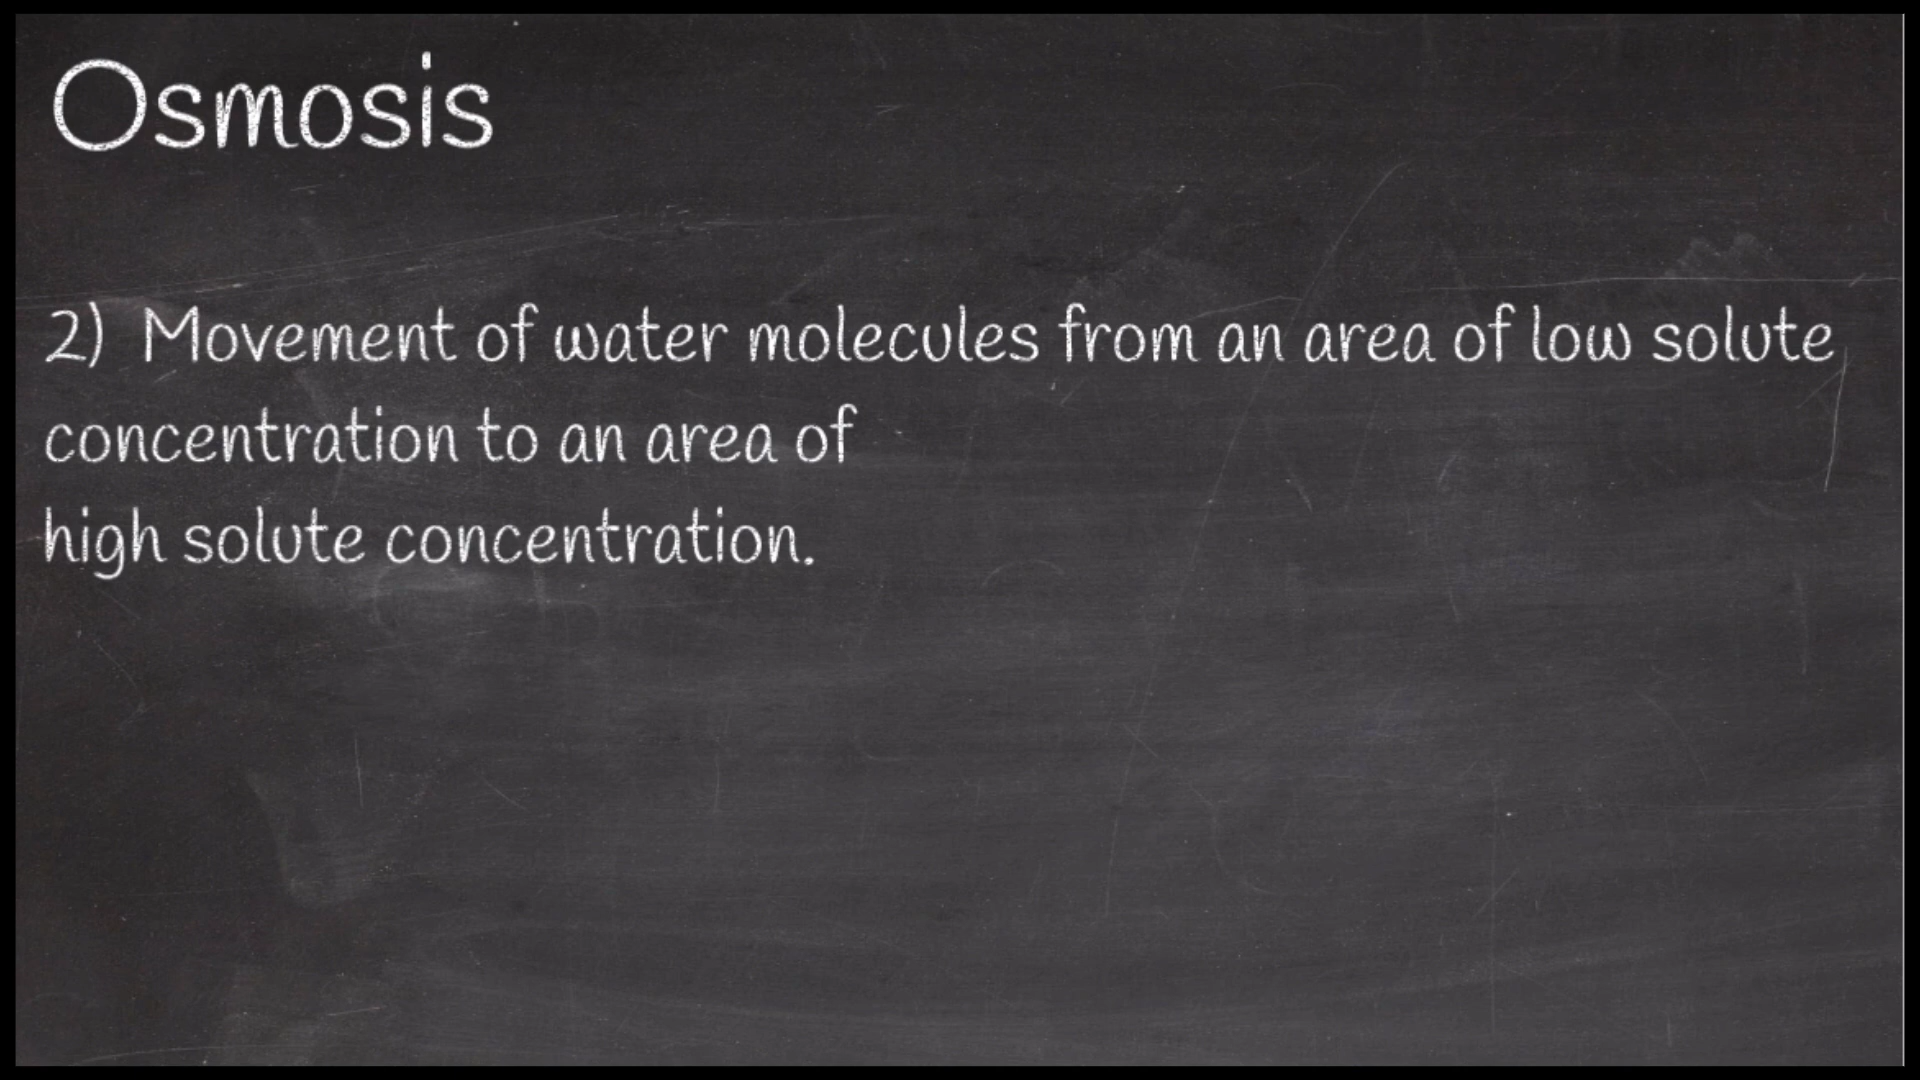 Osmosis
2) Movement of water molecules from an area of low solute
concentration to an area of
high solute concentration.